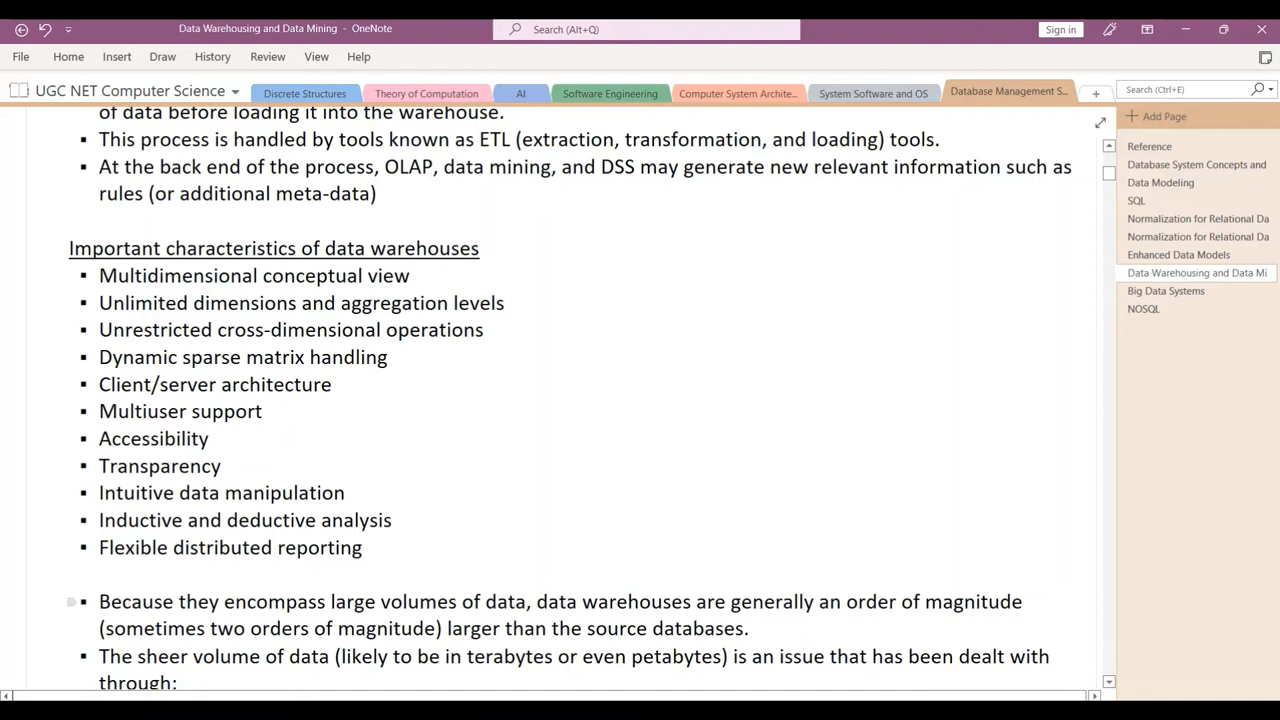 Data Warehousing and Data Mining - OneNote
Search (Alt+Q)
Sign in
File Home Insert Draw History Review View Help
UGC NET Computer Science
Discrete Structures
Theory of Computation
AI
Software Engineering
Computer System Archite...
System Software and OS
Database Management S...
Search (Ctrl+E)
of data before loading it into the warehouse.
▪ This process is handled by tools known as ETL (extraction, transformation, and loading) tools.
▪ At the back end of the process, OLAP, data mining, and DSS may generate new relevant information such as
rules (or additional meta-data)
Important characteristics of data warehouses
▪ Multidimensional conceptual view
▪ Unlimited dimensions and aggregation levels
▪ Unrestricted cross-dimensional operations
▪ Dynamic sparse matrix handling
▪ Client/server architecture
▪ Multiuser support
▪ Accessibility
▪ Transparency
▪ Intuitive data manipulation
▪ Inductive and deductive analysis
▪ Flexible distributed reporting
▪ Because they encompass large volumes of data, data warehouses are generally an order of magnitude
(sometimes two orders of magnitude) larger than the source databases.
▪ The sheer volume of data (likely to be in terabytes or even petabytes) is an issue that has been dealt with
through:
Add Page
Reference
Database System Concepts and
Data Modeling
SQL
Normalization for Relational Da
Normalization for Relational Da
Enhanced Data Models
Data Warehousing and Data Mi
Big Data Systems
NOSQL